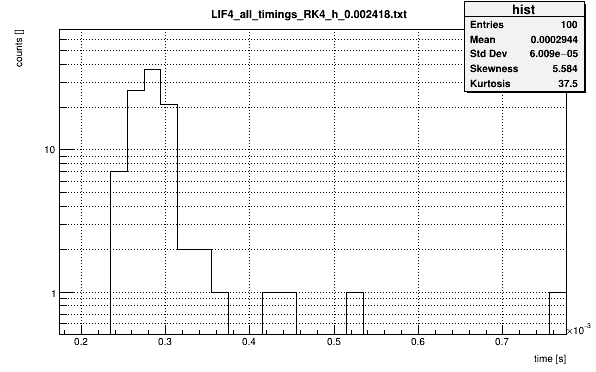 LIF4_all_timings_RK4_h_0.002418.txt
hist
Entries 100
Mean 0.0002944
Std Dev 6.009e−05
Skewness 5.584
Kurtosis 37.5
counts []
10
1
0.2 0.3 0.4 0.5 0.6 0.7
×10⁻³
time [s]